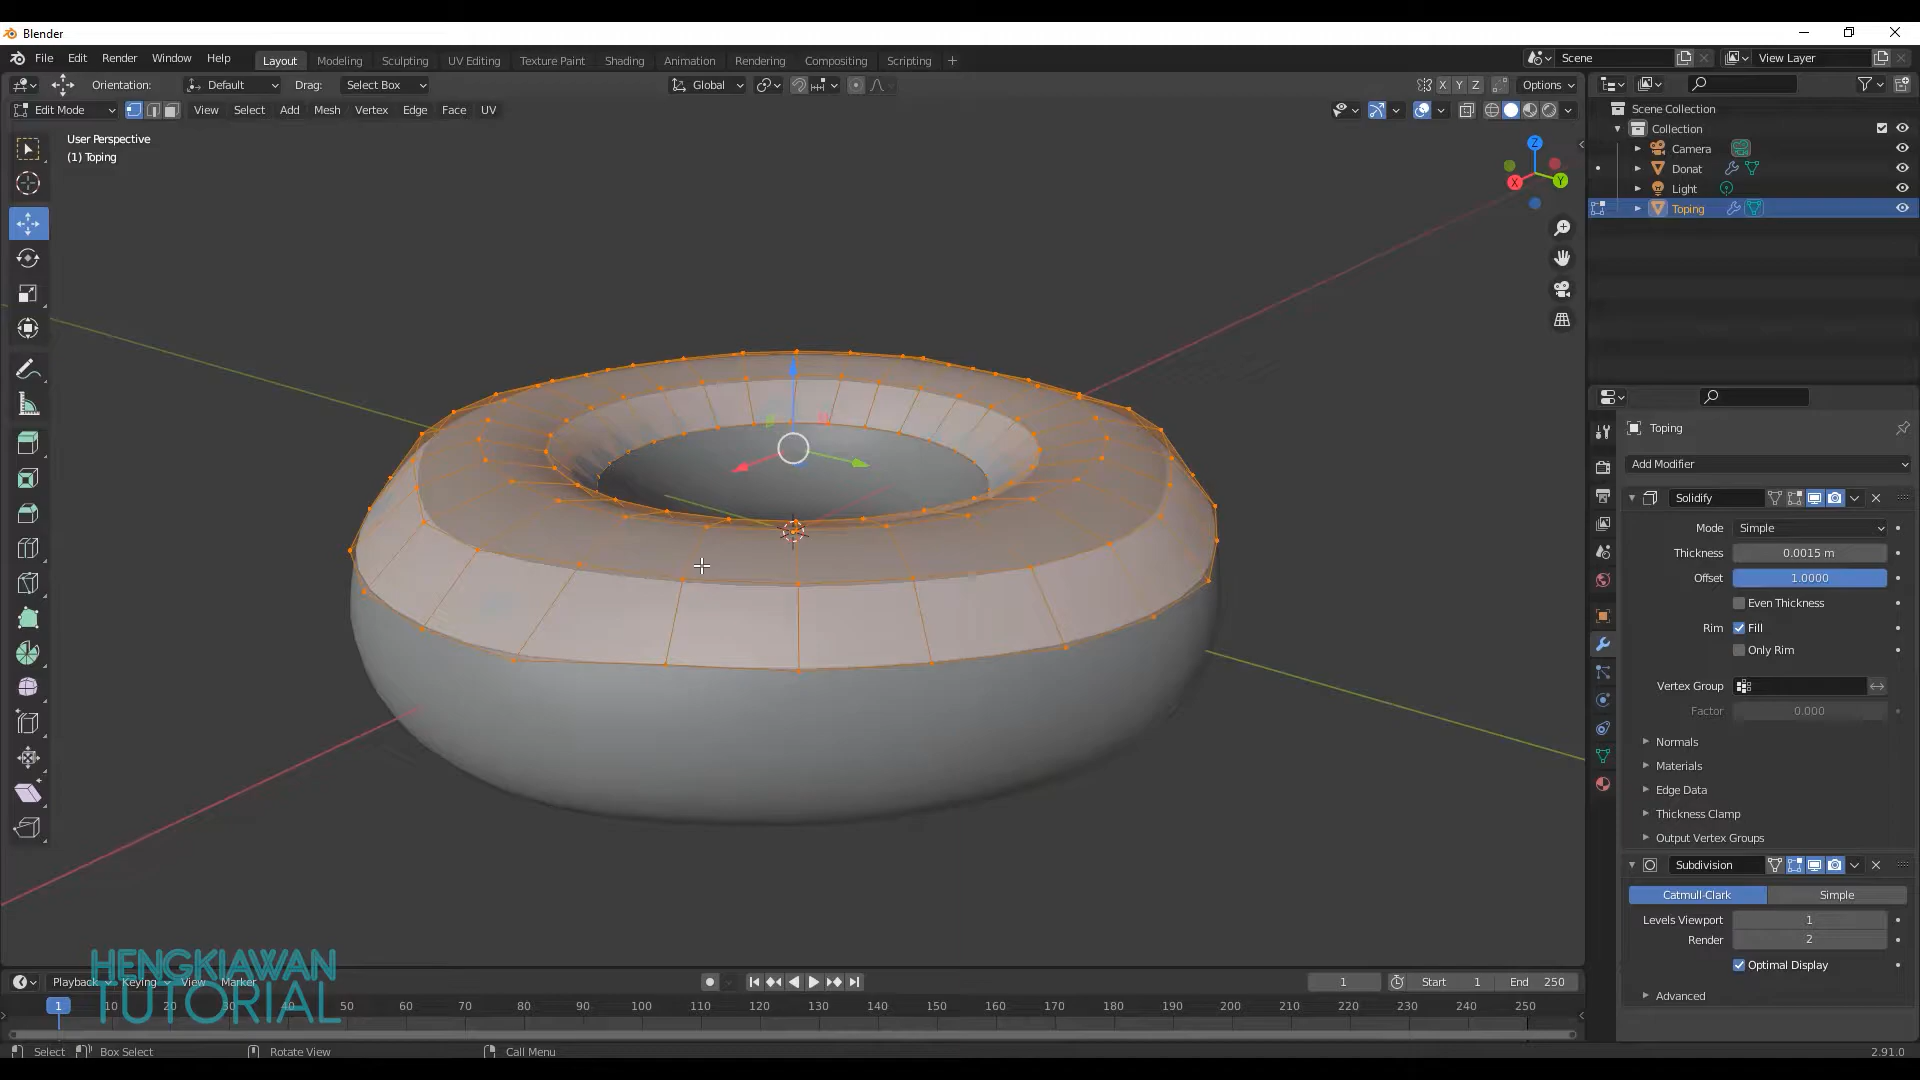 Blender
File Edit Render Window Help Layout Modeling Sculpting UV Editing Texture Paint Shading Animation Rendering Compositing Scripting + Scene View Layer
Orientation: Default Drag: Select Box Global X Y Z Options
Edit Mode View Select Add Mesh Vertex Edge Face UV
User Perspective
(1) Toping
Z
X
Y
Scene Collection
Collection
Camera
Donat
Light
Toping
Toping
Add Modifier
Solidify
Mode Simple
Thickness 0.0015 m
Offset 1.0000
Even Thickness
Rim Fill
Only Rim
Vertex Group
Factor 0.000
Normals
Materials
Edge Data
Thickness Clamp
Output Vertex Groups
Subdivision
Catmull-Clark Simple
Levels Viewport 1
Render 2
Optimal Display
Advanced
HENGKIAWAN
TUTORIAL
Playback Keying View Marker 1 Start 1 End 250
1 10 20 30 40 50 60 70 80 90 100 110 120 130 140 150 160 170 180 190 200 210 220 230 240 250
Select Box Select Rotate View Call Menu 2.91.0